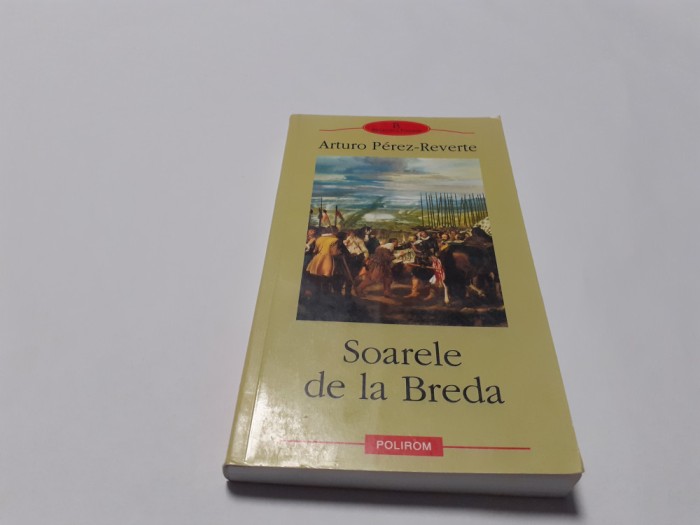 Arturo Pérez-Reverte
Soarele
de la Breda
POLIROM